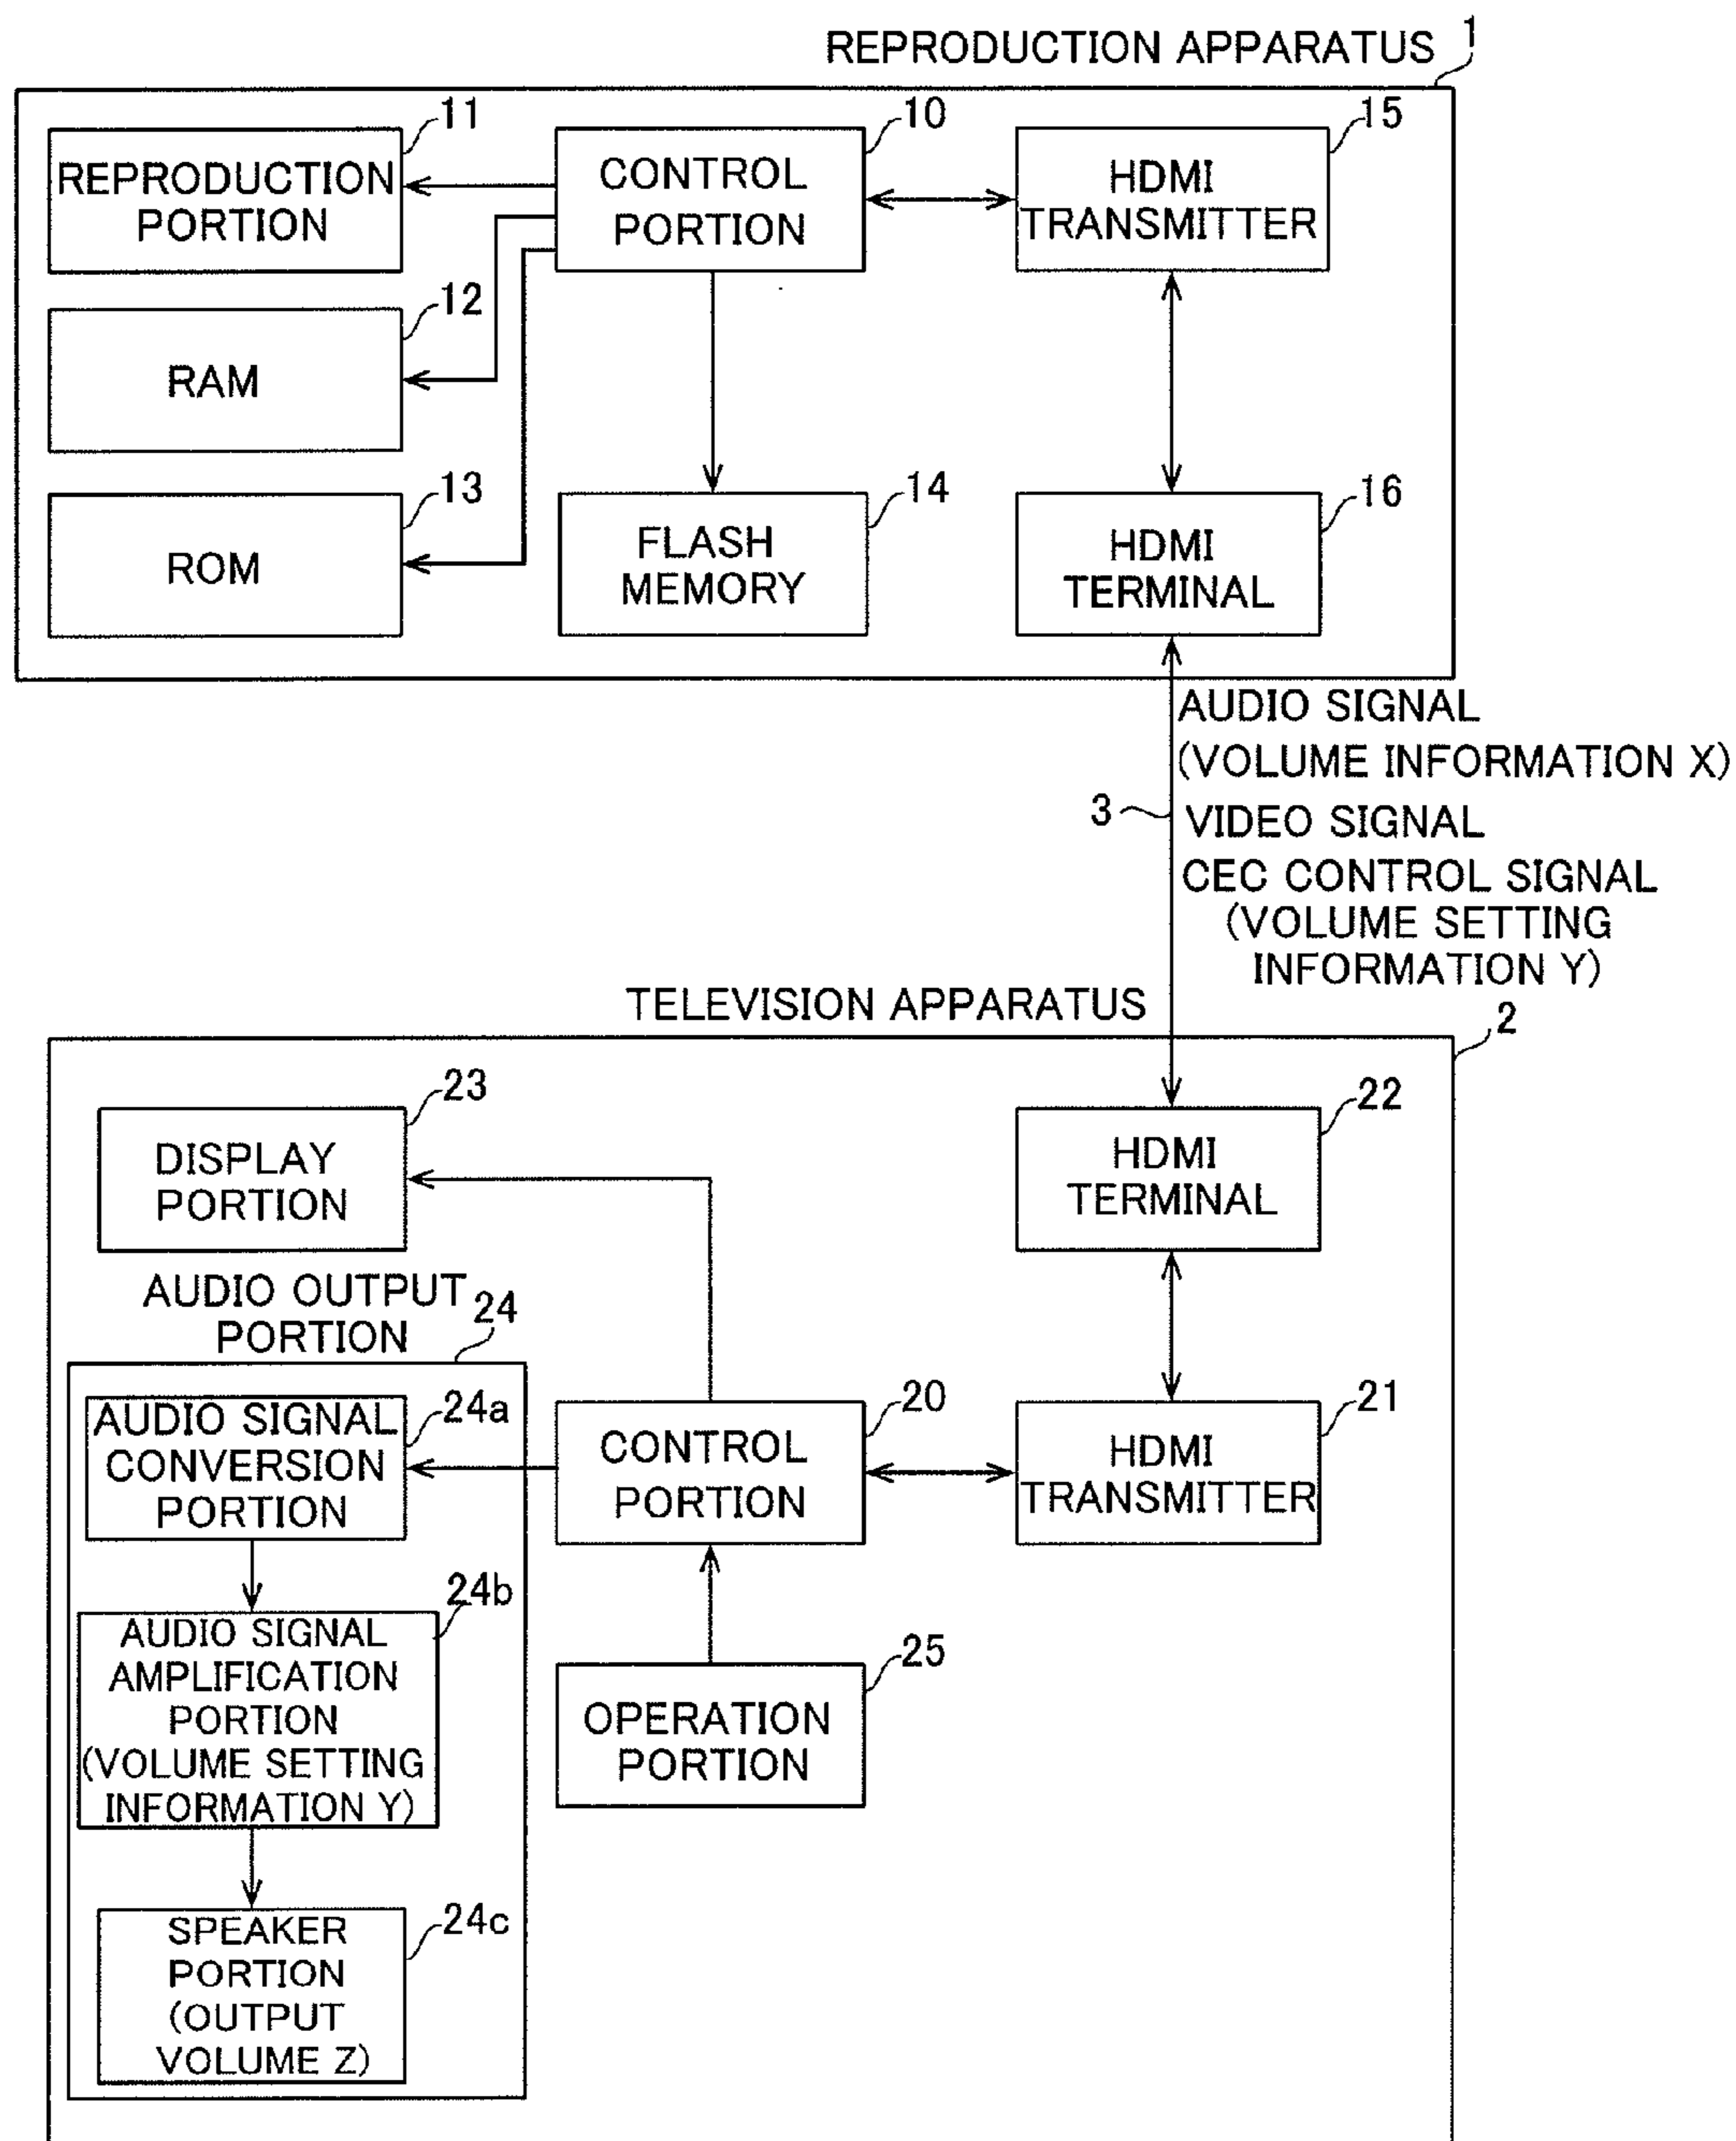 REPRODUCTION APPARATUS
1
11
REPRODUCTION
PORTION
10
CONTROL
PORTION
15
HDMI
TRANSMITTER
12
RAM
13
ROM
14
FLASH
MEMORY
16
HDMI
TERMINAL
AUDIO SIGNAL
(VOLUME INFORMATION X)
3
VIDEO SIGNAL
CEC CONTROL SIGNAL
(VOLUME SETTING
INFORMATION Y)
TELEVISION APPARATUS
2
23
DISPLAY
PORTION
22
HDMI
TERMINAL
AUDIO OUTPUT
PORTION
24
24a
AUDIO SIGNAL
CONVERSION
PORTION
20
CONTROL
PORTION
21
HDMI
TRANSMITTER
24b
AUDIO SIGNAL
AMPLIFICATION
PORTION
(VOLUME SETTING
INFORMATION Y)
25
OPERATION
PORTION
24c
SPEAKER
PORTION
(OUTPUT
VOLUME Z)